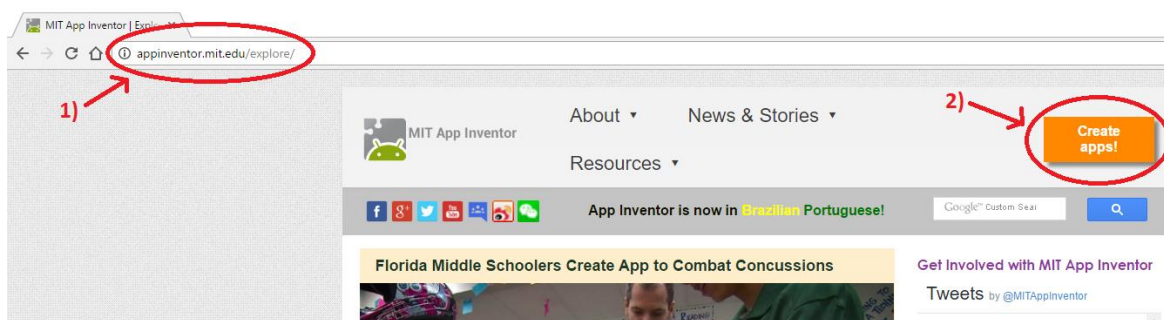 MIT App Inventor | Explo
appinventor.mit.edu/explore/
1)
2)
About ▾ News & Stories ▾
MIT App Inventor
Create
apps!
Resources ▾
App Inventor is now in Brazilian Portuguese!
Google™ Custom Sear
Florida Middle Schoolers Create App to Combat Concussions
Get Involved with MIT App Inventor
Tweets by @MITAppInventor